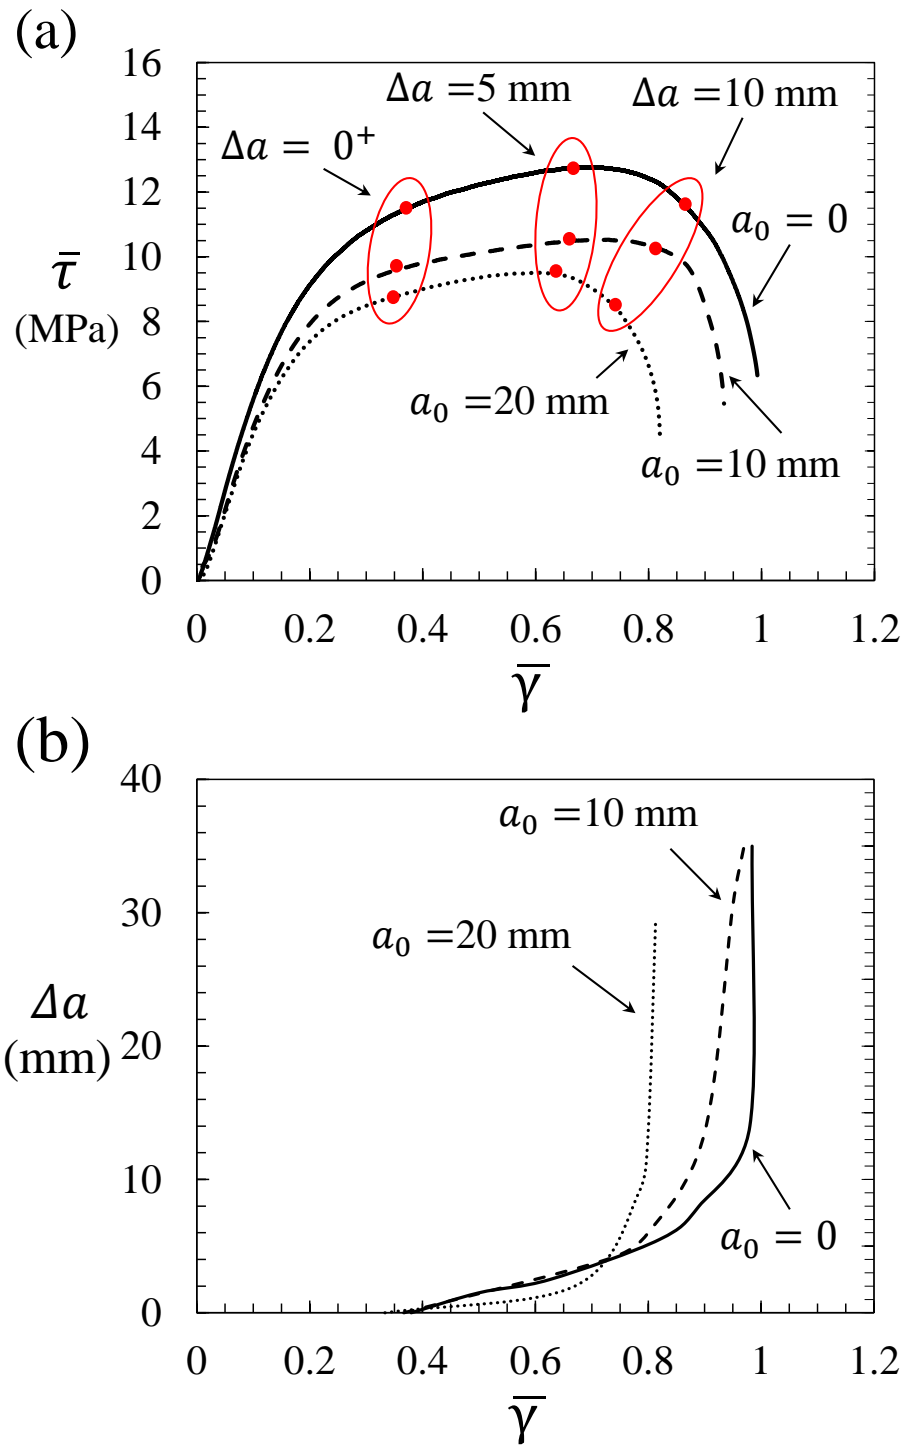 (a)
16
14
12
10
8
6
4
2
0
τ̄
(MPa)
Δa = 0⁺
Δa =5 mm
Δa =10 mm
a₀ = 0
a₀ =20 mm
a₀ =10 mm
0 0.2 0.4 0.6 0.8 1 1.2
γ̄
(b)
40
30
20
10
0
Δa
(mm)
a₀ =10 mm
a₀ =20 mm
a₀ = 0
0 0.2 0.4 0.6 0.8 1 1.2
γ̄